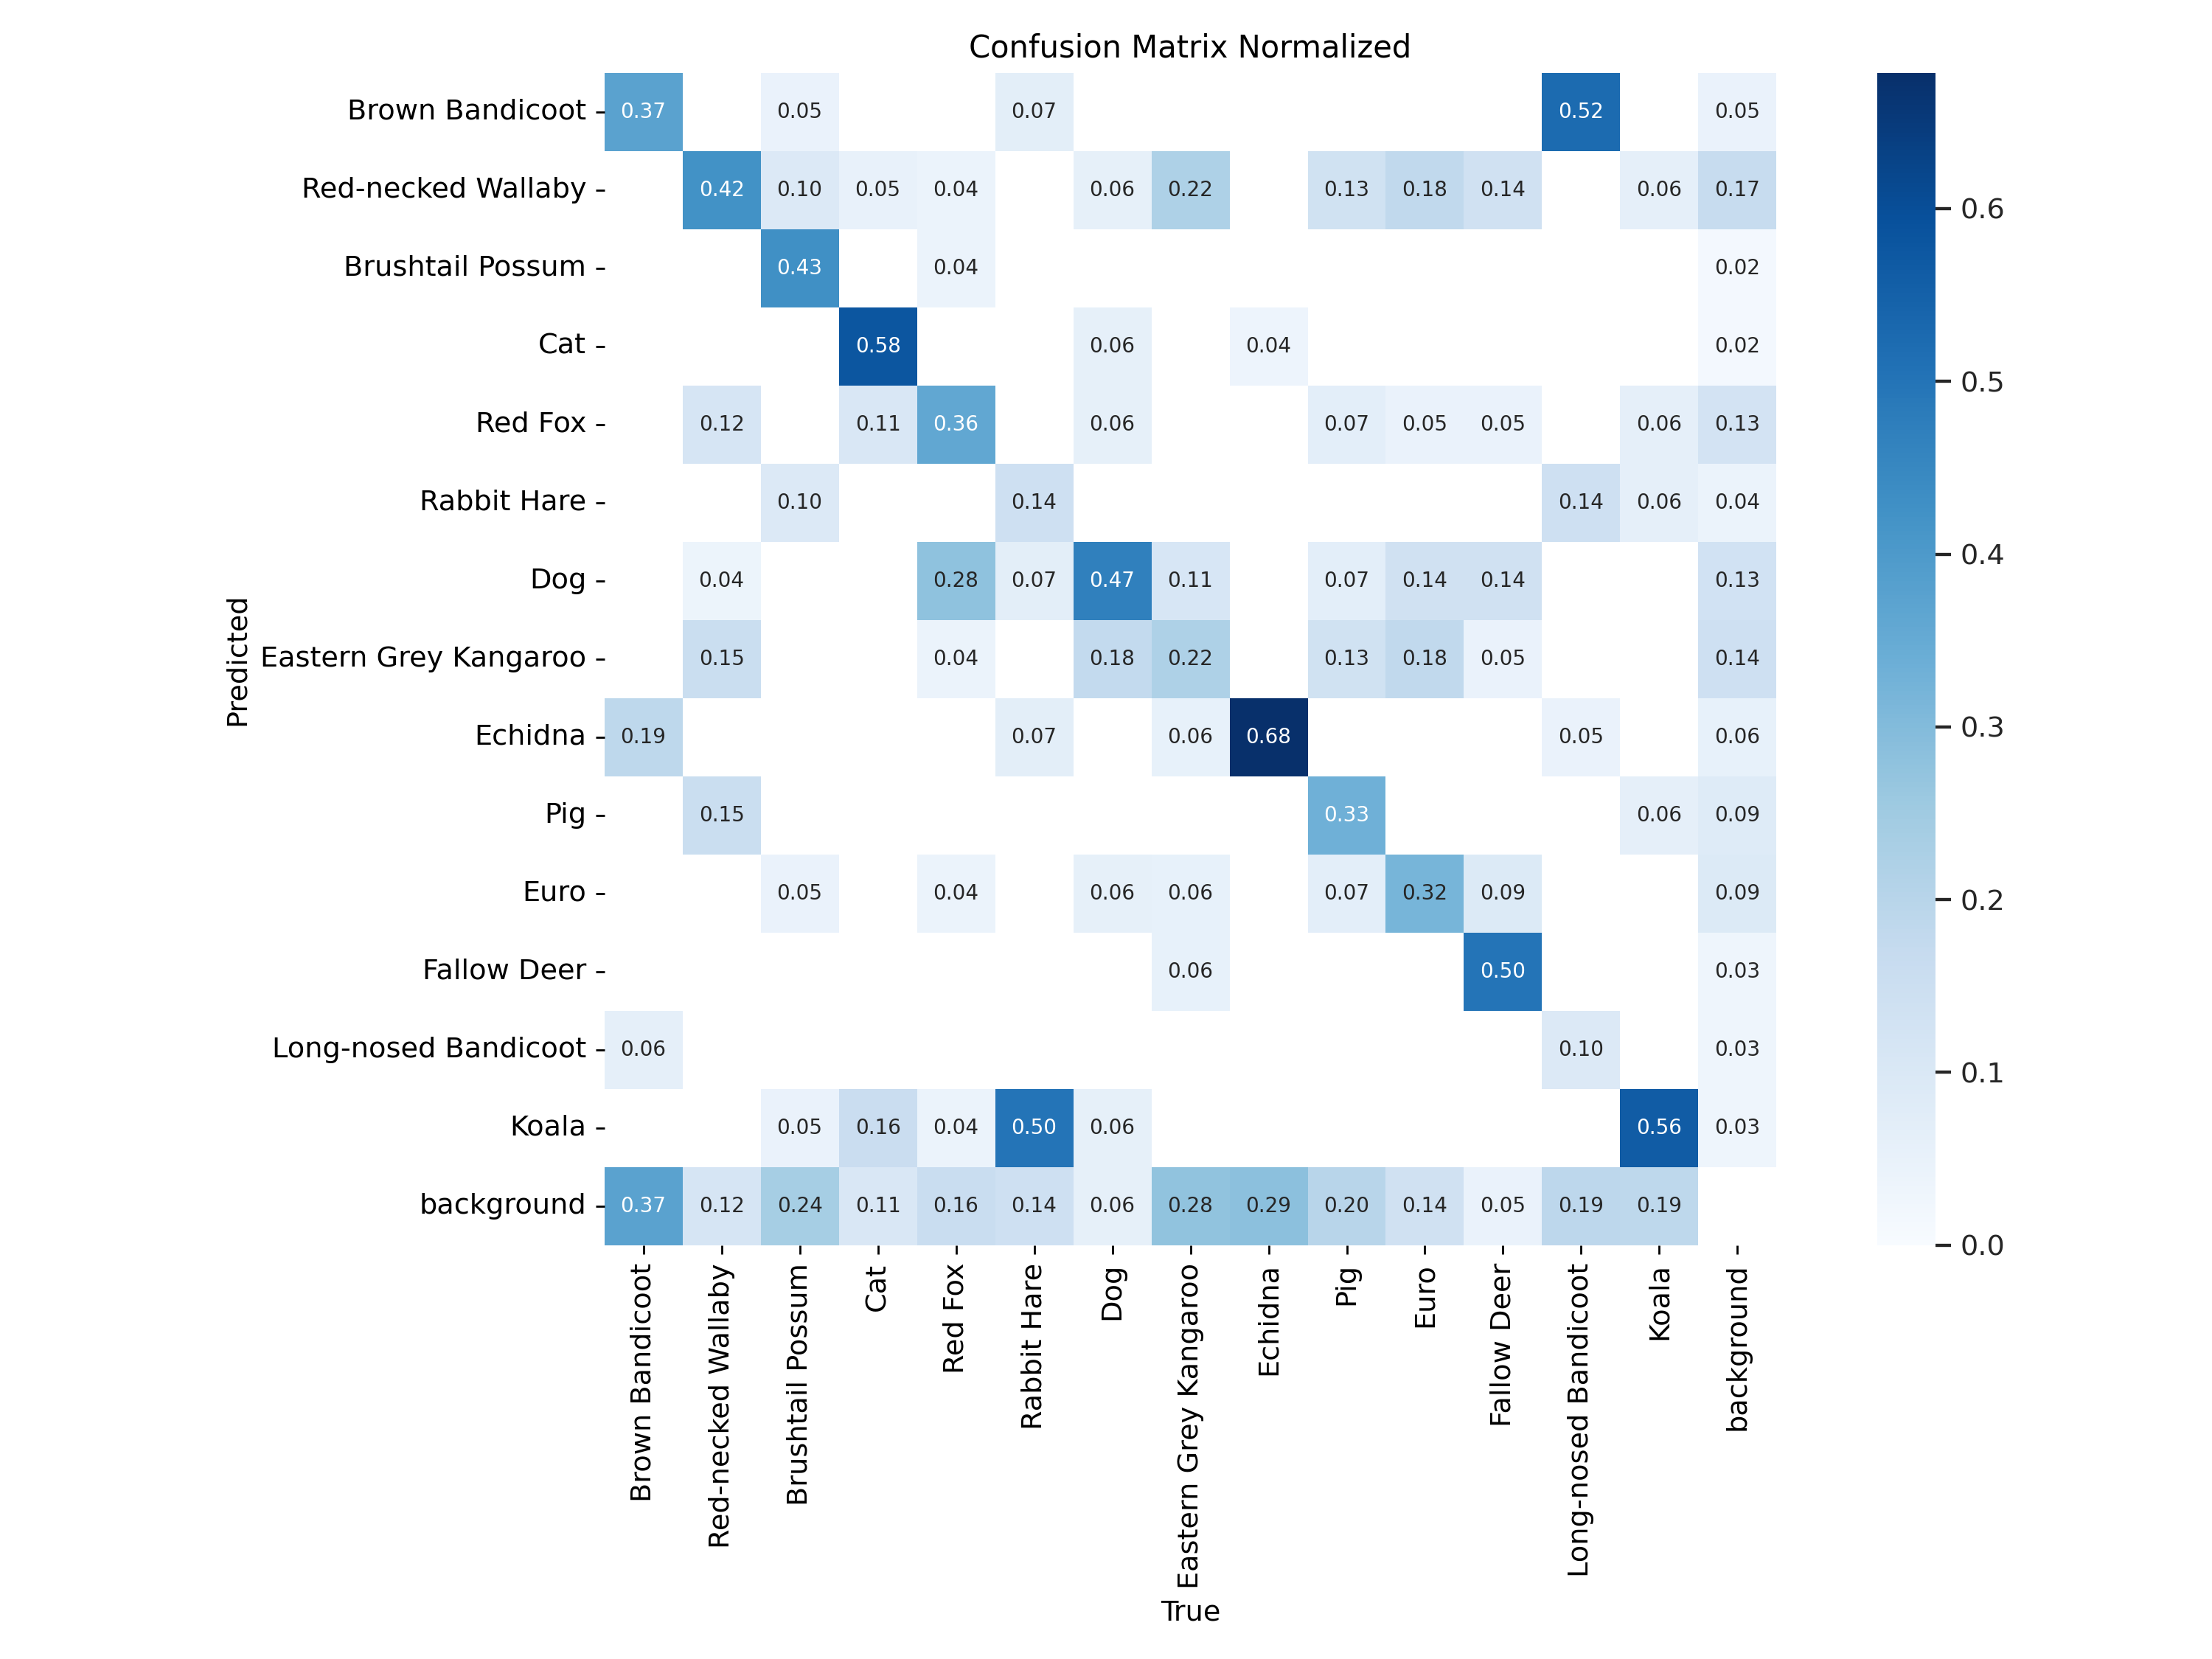 Confusion Matrix Normalized
Brown Bandicoot 0.37 0.05 0.07 0.52 0.05
Red-necked Wallaby 0.42 0.10 0.05 0.04 0.06 0.22 0.13 0.18 0.14 0.06 0.17
0.6
Brushtail Possum 0.43 0.04 0.02
Cat 0.58 0.06 0.04 0.02
0.5
Red Fox 0.12 0.11 0.36 0.06 0.07 0.05 0.05 0.06 0.13
Rabbit Hare 0.10 0.14 0.14 0.06 0.04
0.4
Dog 0.04 0.28 0.07 0.47 0.11 0.07 0.14 0.14 0.13
Predicted
Eastern Grey Kangaroo 0.15 0.04 0.18 0.22 0.13 0.18 0.05 0.14
0.3
Echidna 0.19 0.07 0.06 0.68 0.05 0.06
Pig 0.15 0.33 0.06 0.09
Euro 0.05 0.04 0.06 0.06 0.07 0.32 0.09 0.09
0.2
Fallow Deer 0.06 0.50 0.03
Long-nosed Bandicoot 0.06 0.10 0.03
0.1
Koala 0.05 0.16 0.04 0.50 0.06 0.56 0.03
background 0.37 0.12 0.24 0.11 0.16 0.14 0.06 0.28 0.29 0.20 0.14 0.05 0.19 0.19
0.0
Brown Bandicoot
Red-necked Wallaby
Brushtail Possum
Cat
Red Fox
Rabbit Hare
Dog
Eastern Grey Kangaroo
Echidna
Pig
Euro
Fallow Deer
Long-nosed Bandicoot
Koala
background
True